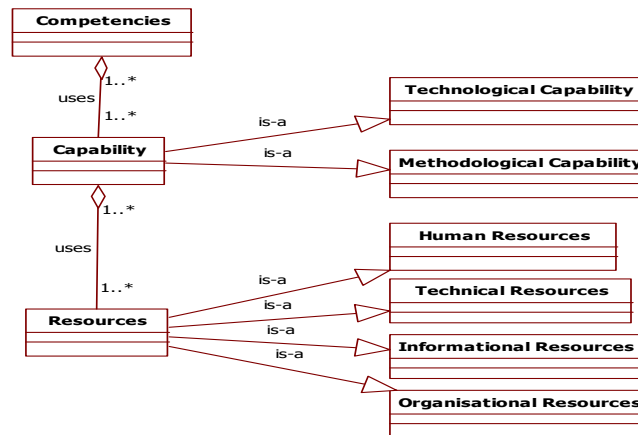 Competencies
1..*
uses
1..*
Capability
is-a
Technological Capability
is-a
Methodological Capability
1..*
uses
1..*
Resources
is-a
Human Resources
is-a
Technical Resources
is-a
Informational Resources
is-a
Organisational Resources